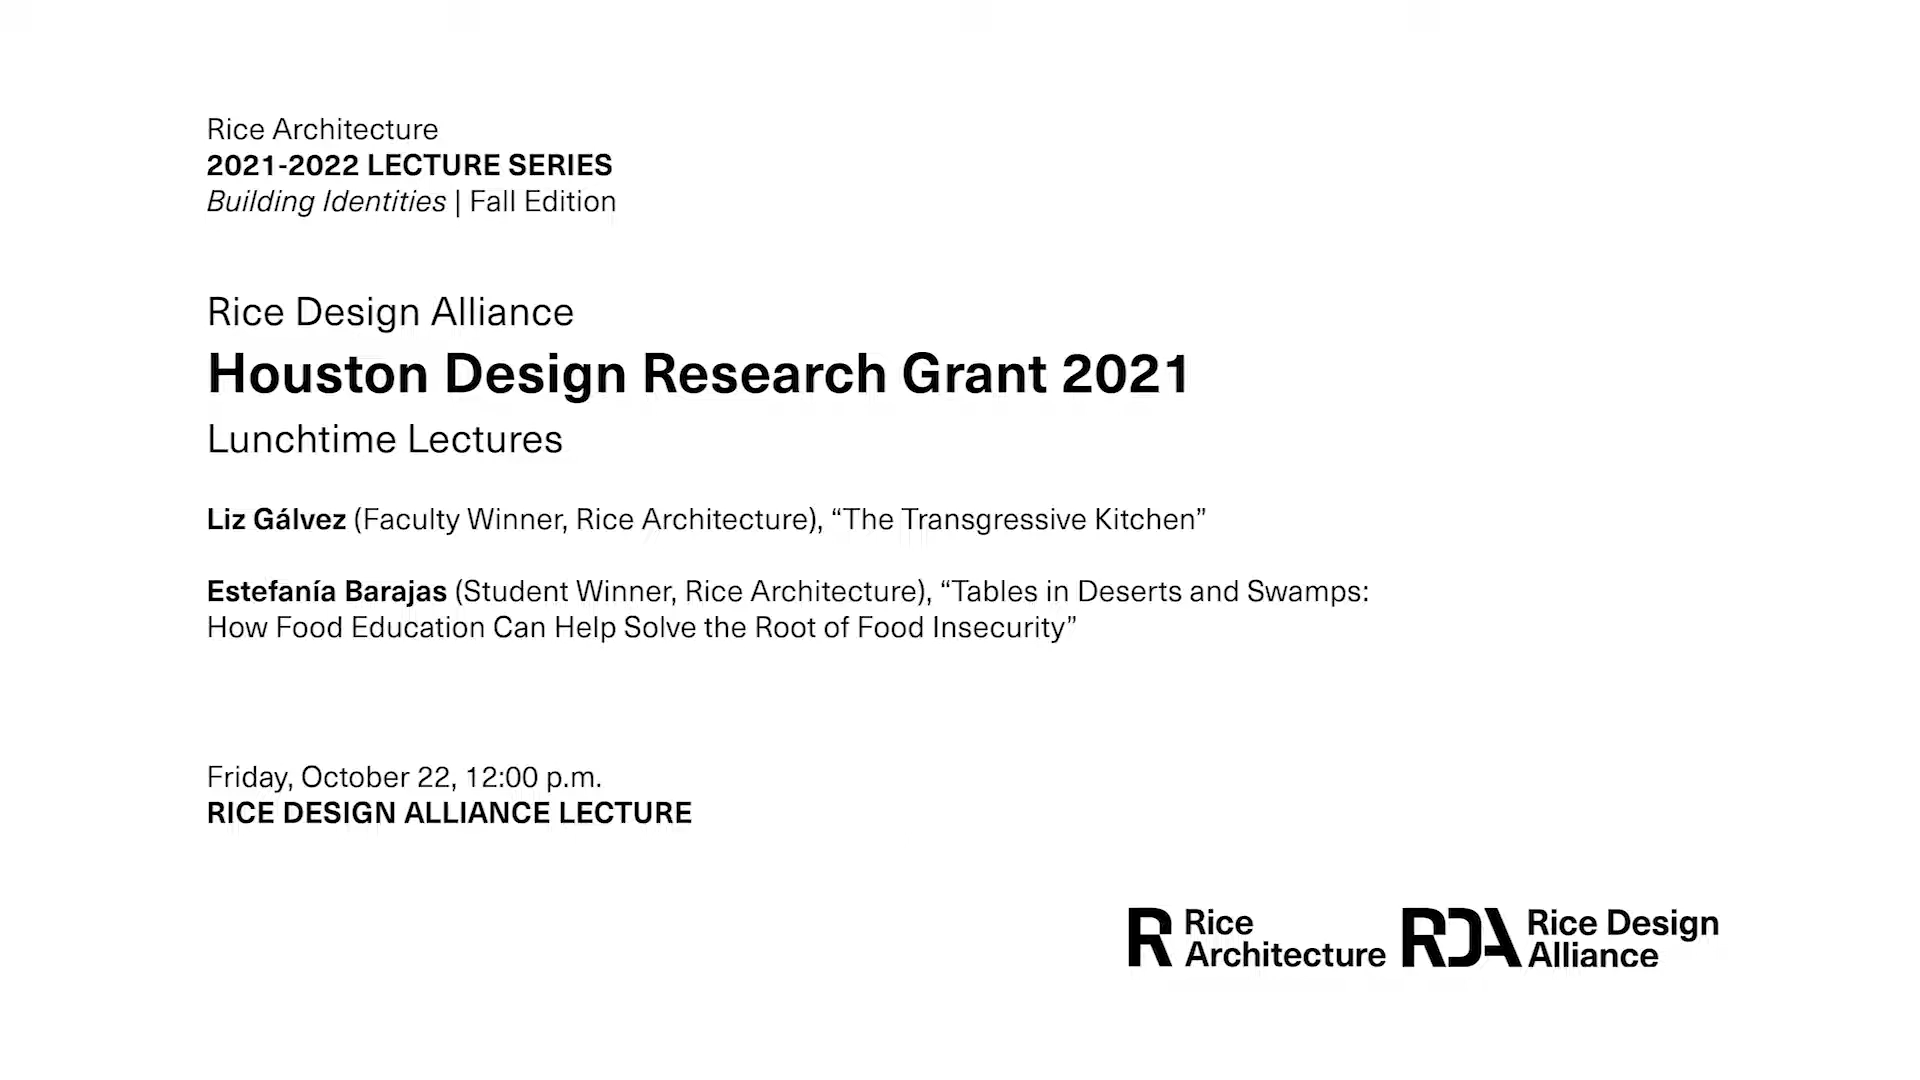 Rice Architecture
2021-2022 LECTURE SERIES
Building Identities | Fall Edition
Rice Design Alliance
Houston Design Research Grant 2021
Lunchtime Lectures
Liz Gálvez (Faculty Winner, Rice Architecture), “The Transgressive Kitchen”
Estefanía Barajas (Student Winner, Rice Architecture), “Tables in Deserts and Swamps:
How Food Education Can Help Solve the Root of Food Insecurity”
Friday, October 22, 12:00 p.m.
RICE DESIGN ALLIANCE LECTURE
R Rice
Architecture
RDA Rice Design
Alliance